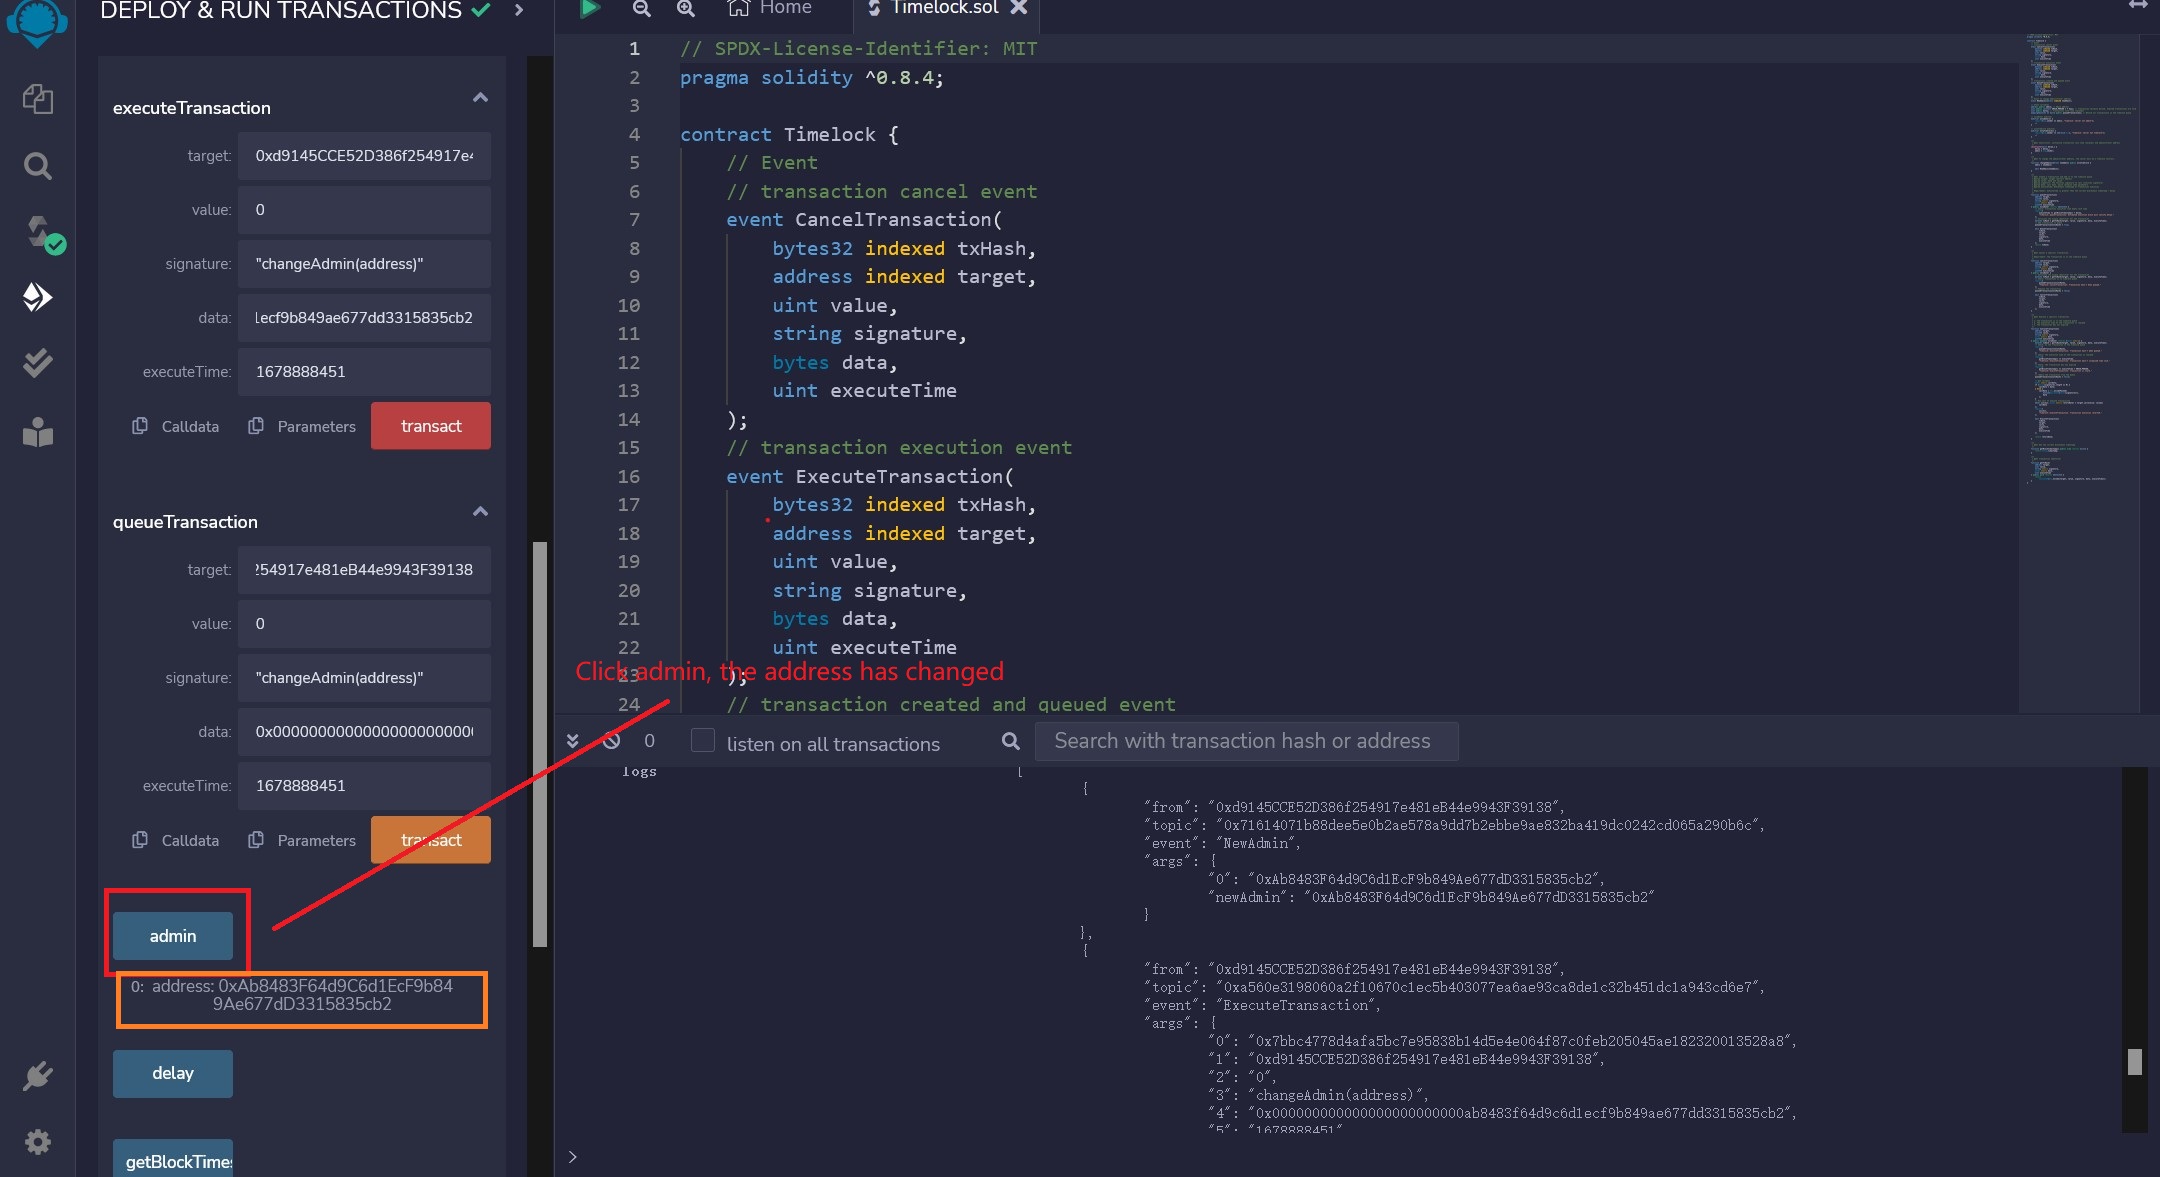 DEPLOY & RUN TRANSACTIONS
executeTransaction
target: 0xd9145CCE52D386f254917e4
value: 0
signature: "changeAdmin(address)"
data: 1ecf9b849ae677dd3315835cb2
executeTime: 1678888451
Calldata Parameters transact
queueTransaction
target: 254917e481eB44e9943F39138
value: 0
signature: "changeAdmin(address)"
data: 0x0000000000000000000000
executeTime: 1678888451
Calldata Parameters transact
admin
0: address: 0xAb8483F64d9C6d1EcF9b84
9Ae677dD3315835cb2
delay
getBlockTimes
Home Timelock.sol
1 // SPDX-License-Identifier: MIT
2 pragma solidity ^0.8.4;
3
4 contract Timelock {
5 // Event
6 // transaction cancel event
7 event CancelTransaction(
8 bytes32 indexed txHash,
9 address indexed target,
10 uint value,
11 string signature,
12 bytes data,
13 uint executeTime
14 );
15 // transaction execution event
16 event ExecuteTransaction(
17 bytes32 indexed txHash,
18 address indexed target,
19 uint value,
20 string signature,
21 bytes data,
22 uint executeTime
23 );
Click admin, the address has changed
24 // transaction created and queued event
0 listen on all transactions Search with transaction hash or address
logs [
{
"from": "0xd9145CCE52D386f254917e481eB44e9943F39138",
"topic": "0x71614071b88dee5e0b2ae578a9dd7b2ebbe9ae832ba419dc0242cd065a290b6c",
"event": "NewAdmin",
"args": {
"0": "0xAb8483F64d9C6d1EcF9b849Ae677dD3315835cb2",
"newAdmin": "0xAb8483F64d9C6d1EcF9b849Ae677dD3315835cb2"
}
},
{
"from": "0xd9145CCE52D386f254917e481eB44e9943F39138",
"topic": "0xa560e3198060a2f10670c1ec5b403077ea6ae93ca8de1c32b451dc1a943cd6e7",
"event": "ExecuteTransaction",
"args": {
"0": "0x7bbc4778d4afa5bc7e95838b14d5e4e064f87c0feb205045ae182320013528a8",
"1": "0xd9145CCE52D386f254917e481eB44e9943F39138",
"2": "0",
"3": "changeAdmin(address)",
"4": "0x000000000000000000000000ab8483f64d9c6d1ecf9b849ae677dd3315835cb2",
"5": "1678888451"
>